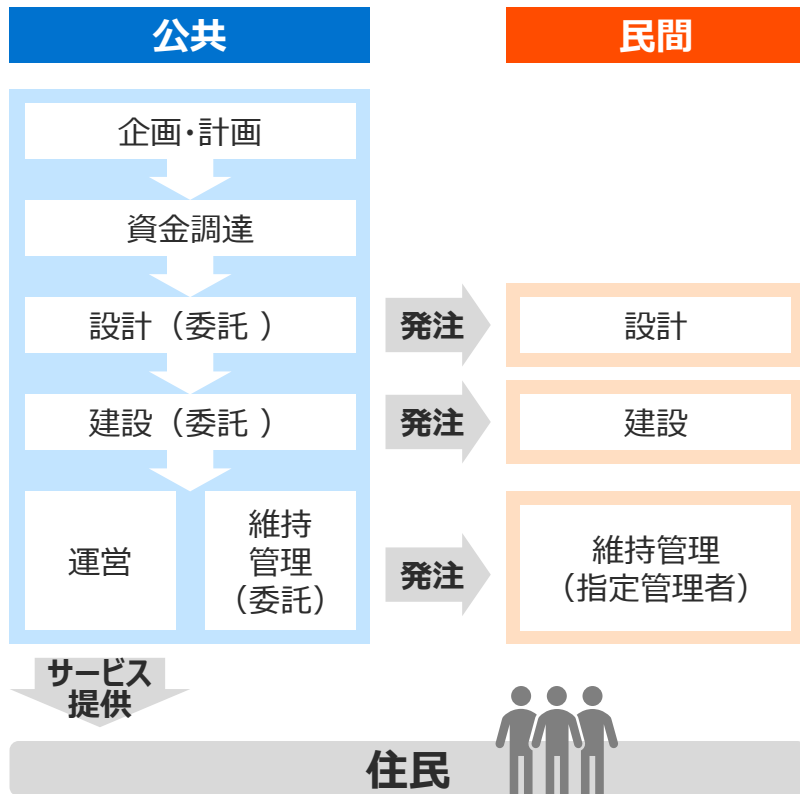 公共
民間
企画・計画
資金調達
設計（委託 ）
発注
設計
建設（委託 ）
発注
建設
運営
維持
管理
（委託）
発注
維持管理
（指定管理者）
サービス
提供
住民